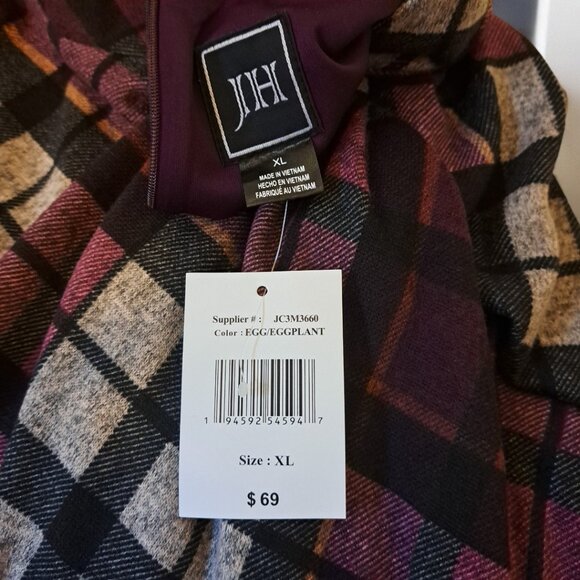 JH
XL
MADE IN VIETNAM
HECHO EN VIETNAM
FABRIQUÉ AU VIETNAM
Supplier # : JC3M3660
Color : EGG/EGGPLANT
1 94592 54594 7
Size : XL
$ 69